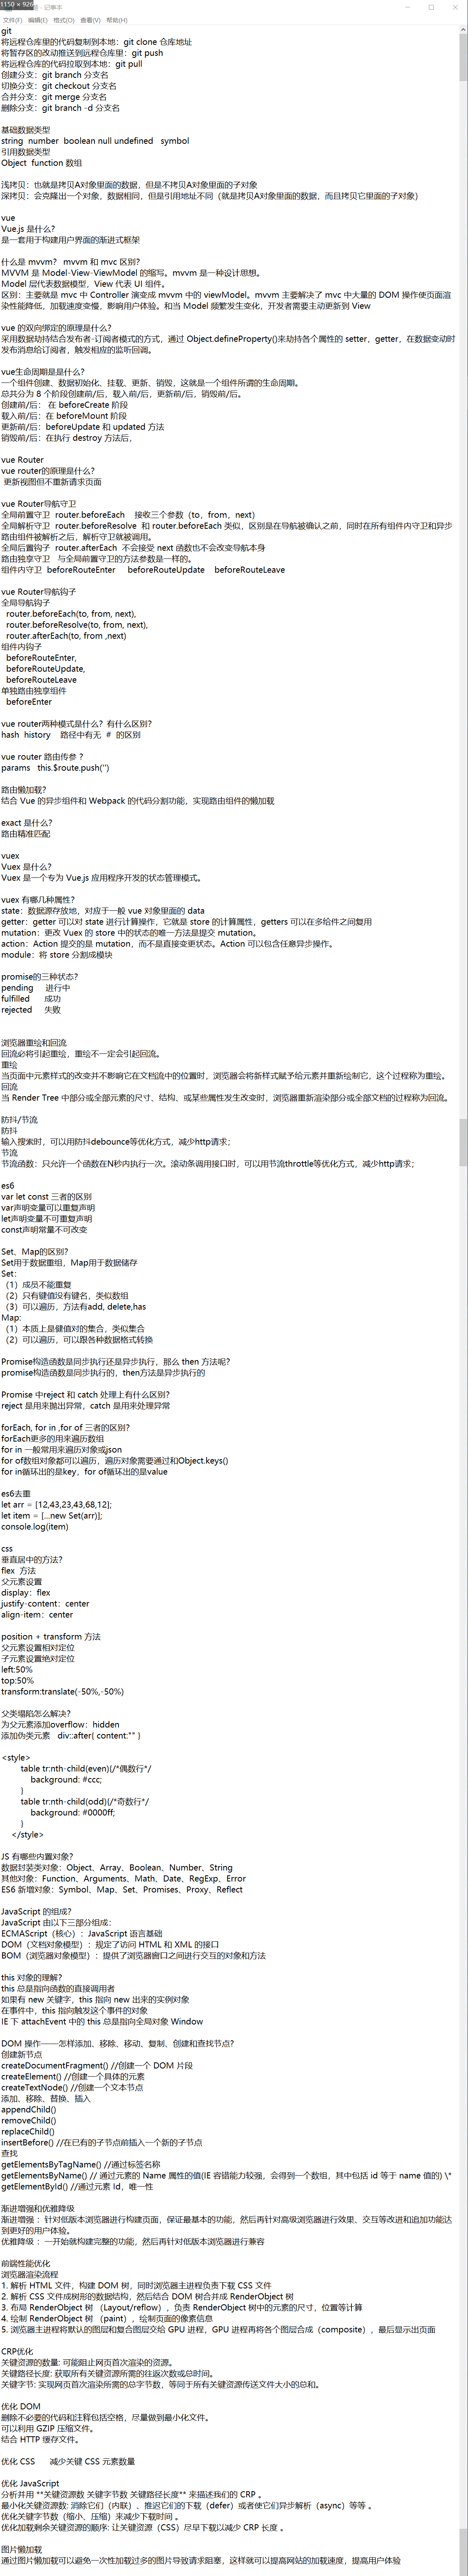 1150 × 926
记事本
文件(F) 编辑(E) 格式(O) 查看(V) 帮助(H)
git
将远程仓库里的代码复制到本地：git clone 仓库地址
将暂存区的改动推送到远程仓库里：git push
将远程仓库的代码拉取到本地：git pull
创建分支：git branch 分支名
切换分支：git checkout 分支名
合并分支：git merge 分支名
删除分支：git branch -d 分支名
基础数据类型
string number boolean null undefined symbol
引用数据类型
Object function 数组
浅拷贝：也就是拷贝A对象里面的数据，但是不拷贝A对象里面的子对象
深拷贝：会克隆出一个对象，数据相同，但是引用地址不同（就是拷贝A对象里面的数据，而且拷贝它里面的子对象）
vue
Vue.js 是什么?
是一套用于构建用户界面的渐进式框架
什么是 mvvm？ mvvm 和 mvc 区别?
MVVM 是 Model-View-ViewModel 的缩写。mvvm 是一种设计思想。
Model 层代表数据模型，View 代表 UI 组件。
区别：主要就是 mvc 中 Controller 演变成 mvvm 中的 viewModel。mvvm 主要解决了 mvc 中大量的 DOM 操作使页面渲
染性能降低，加载速度变慢，影响用户体验。和当 Model 频繁发生变化，开发者需要主动更新到 View
vue 的双向绑定的原理是什么?
采用数据劫持结合发布者-订阅者模式的方式，通过 Object.defineProperty()来劫持各个属性的 setter，getter，在数据变动时
发布消息给订阅者，触发相应的监听回调。
vue生命周期是是什么?
一个组件创建、数据初始化、挂载、更新、销毁，这就是一个组件所谓的生命周期。
总共分为 8 个阶段创建前/后，载入前/后，更新前/后，销毁前/后。
创建前/后： 在 beforeCreate 阶段
载入前/后：在 beforeMount 阶段
更新前/后：beforeUpdate 和 updated 方法
销毁前/后：在执行 destroy 方法后，
vue Router
vue router的原理是什么?
更新视图但不重新请求页面
vue Router导航守卫
全局前置守卫 router.beforeEach 接收三个参数（to，from，next）
全局解析守卫 router.beforeResolve 和 router.beforeEach 类似，区别是在导航被确认之前，同时在所有组件内守卫和异步
路由组件被解析之后，解析守卫就被调用。
全局后置钩子 router.afterEach 不会接受 next 函数也不会改变导航本身
路由独享守卫 与全局前置守卫的方法参数是一样的。
组件内守卫 beforeRouteEnter beforeRouteUpdate beforeRouteLeave
vue Router导航钩子
全局导航钩子
router.beforeEach(to, from, next),
router.beforeResolve(to, from, next),
router.afterEach(to, from ,next)
组件内钩子
beforeRouteEnter,
beforeRouteUpdate,
beforeRouteLeave
单独路由独享组件
beforeEnter
vue router两种模式是什么？有什么区别?
hash history 路径中有无 # 的区别
vue router 路由传参 ?
params this.$route.push('')
路由懒加载?
结合 Vue 的异步组件和 Webpack 的代码分割功能，实现路由组件的懒加载
exact 是什么?
路由精准匹配
vuex
Vuex 是什么?
Vuex 是一个专为 Vue.js 应用程序开发的状态管理模式。
vuex 有哪几种属性?
state：数据源存放地，对应于一般 vue 对象里面的 data
getter：getter 可以对 state 进行计算操作，它就是 store 的计算属性，getters 可以在多给件之间复用
mutation：更改 Vuex 的 store 中的状态的唯一方法是提交 mutation。
action：Action 提交的是 mutation，而不是直接变更状态。Action 可以包含任意异步操作。
module：将 store 分割成模块
promise的三种状态?
pending 进行中
fulfilled 成功
rejected 失败
浏览器重绘和回流
回流必将引起重绘，重绘不一定会引起回流。
重绘
当页面中元素样式的改变并不影响它在文档流中的位置时，浏览器会将新样式赋予给元素并重新绘制它，这个过程称为重绘。
回流
当 Render Tree 中部分或全部元素的尺寸、结构、或某些属性发生改变时，浏览器重新渲染部分或全部文档的过程称为回流。
防抖/节流
防抖
输入搜索时，可以用防抖debounce等优化方式，减少http请求；
节流
节流函数：只允许一个函数在N秒内执行一次。滚动条调用接口时，可以用节流throttle等优化方式，减少http请求；
es6
var let const 三者的区别
var声明变量可以重复声明
let声明变量不可重复声明
const声明常量不可改变
Set、Map的区别?
Set用于数据重组，Map用于数据储存
Set：
（1）成员不能重复
（2）只有键值没有键名，类似数组
（3）可以遍历，方法有add, delete,has
Map:
（1）本质上是健值对的集合，类似集合
（2）可以遍历，可以跟各种数据格式转换
Promise构造函数是同步执行还是异步执行，那么 then 方法呢?
promise构造函数是同步执行的，then方法是异步执行的
Promise 中reject 和 catch 处理上有什么区别?
reject 是用来抛出异常，catch 是用来处理异常
forEach, for in ,for of 三者的区别?
forEach更多的用来遍历数组
for in 一般常用来遍历对象或json
for of数组对象都可以遍历，遍历对象需要通过和Object.keys()
for in循环出的是key，for of循环出的是value
es6去重
let arr = [12,43,23,43,68,12];
let item = [...new Set(arr)];
console.log(item)
css
垂直居中的方法?
flex 方法
父元素设置
display：flex
justify-content：center
align-item：center
position + transform 方法
父元素设置相对定位
子元素设置绝对定位
left:50%
top:50%
transform:translate(-50%,-50%)
父类塌陷怎么解决?
为父元素添加overflow：hidden
添加伪类元素 div::after{ content:"" }
<style>
table tr:nth-child(even){/*偶数行*/
background: #ccc;
}
table tr:nth-child(odd){/*奇数行*/
background: #0000ff;
}
</style>
JS 有哪些内置对象?
数据封装类对象：Object、Array、Boolean、Number、String
其他对象：Function、Arguments、Math、Date、RegExp、Error
ES6 新增对象：Symbol、Map、Set、Promises、Proxy、Reflect
JavaScript 的组成?
JavaScript 由以下三部分组成：
ECMAScript（核心）：JavaScript 语言基础
DOM（文档对象模型）：规定了访问 HTML 和 XML 的接口
BOM（浏览器对象模型）：提供了浏览器窗口之间进行交互的对象和方法
this 对象的理解?
this 总是指向函数的直接调用者
如果有 new 关键字，this 指向 new 出来的实例对象
在事件中，this 指向触发这个事件的对象
IE 下 attachEvent 中的 this 总是指向全局对象 Window
DOM 操作——怎样添加、移除、移动、复制、创建和查找节点?
创建新节点
createDocumentFragment() //创建一个 DOM 片段
createElement() //创建一个具体的元素
createTextNode() //创建一个文本节点
添加、移除、替换、插入
appendChild()
removeChild()
replaceChild()
insertBefore() //在已有的子节点前插入一个新的子节点
查找
getElementsByTagName() //通过标签名称
getElementsByName() // 通过元素的 Name 属性的值(IE 容错能力较强，会得到一个数组，其中包括 id 等于 name 值的) \*
getElementById() //通过元素 Id，唯一性
渐进增强和优雅降级
渐进增强 ：针对低版本浏览器进行构建页面，保证最基本的功能，然后再针对高级浏览器进行效果、交互等改进和追加功能达
到更好的用户体验。
优雅降级 ：一开始就构建完整的功能，然后再针对低版本浏览器进行兼容
前端性能优化
浏览器渲染流程
1. 解析 HTML 文件，构建 DOM 树，同时浏览器主进程负责下载 CSS 文件
2. 解析 CSS 文件成树形的数据结构，然后结合 DOM 树合并成 RenderObject 树
3. 布局 RenderObject 树 （Layout/reflow），负责 RenderObject 树中的元素的尺寸，位置等计算
4. 绘制 RenderObject 树 （paint），绘制页面的像素信息
5. 浏览器主进程将默认的图层和复合图层交给 GPU 进程，GPU 进程再将各个图层合成（composite），最后显示出页面
CRP优化
关键资源的数量: 可能阻止网页首次渲染的资源。
关键路径长度: 获取所有关键资源所需的往返次数或总时间。
关键字节: 实现网页首次渲染所需的总字节数，等同于所有关键资源传送文件大小的总和。
优化 DOM
删除不必要的代码和注释包括空格，尽量做到最小化文件。
可以利用 GZIP 压缩文件。
结合 HTTP 缓存文件。
优化 CSS 减少关键 CSS 元素数量
优化 JavaScript
分析并用 **关键资源数 关键字节数 关键路径长度** 来描述我们的 CRP 。
最小化关键资源数: 消除它们（内联）、推迟它们的下载（defer）或者使它们异步解析（async）等等 。
优化关键字节数（缩小、压缩）来减少下载时间 。
优化加载剩余关键资源的顺序: 让关键资源（CSS）尽早下载以减少 CRP 长度 。
图片懒加载
通过图片懒加载可以避免一次性加载过多的图片导致请求阻塞，这样就可以提高网站的加载速度，提高用户体验